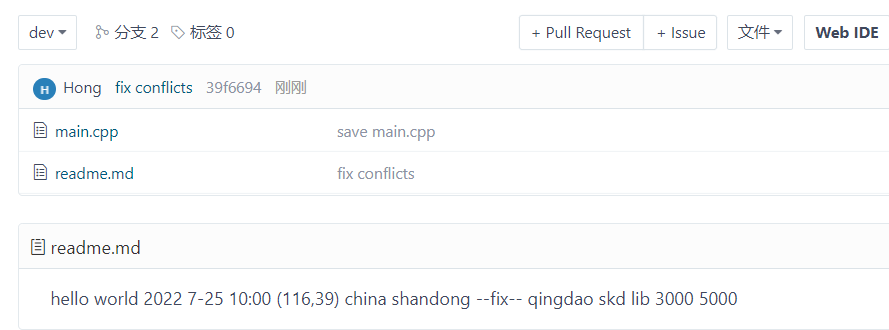 dev 分支 2 标签 0 + Pull Request + Issue 文件 Web IDE
H Hong fix conflicts 39f6694 刚刚
main.cpp save main.cpp
readme.md fix conflicts
readme.md
hello world 2022 7-25 10:00 (116,39) china shandong --fix-- qingdao skd lib 3000 5000